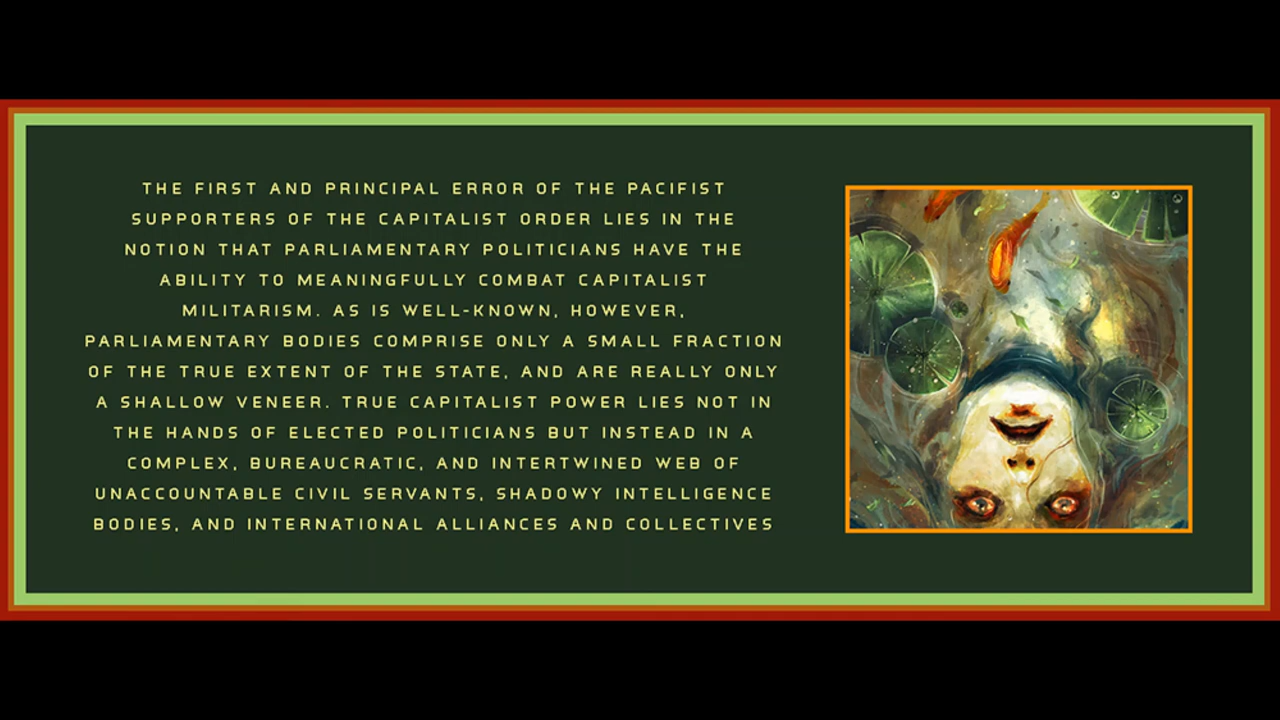 THE FIRST AND PRINCIPAL ERROR OF THE PACIFIST
SUPPORTERS OF THE CAPITALIST ORDER LIES IN THE
NOTION THAT PARLIAMENTARY POLITICIANS HAVE THE
ABILITY TO MEANINGFULLY COMBAT CAPITALIST
MILITARISM. AS IS WELL-KNOWN, HOWEVER,
PARLIAMENTARY BODIES COMPRISE ONLY A SMALL FRACTION
OF THE TRUE EXTENT OF THE STATE, AND ARE REALLY ONLY
A SHALLOW VENEER. TRUE CAPITALIST POWER LIES NOT IN
THE HANDS OF ELECTED POLITICIANS BUT INSTEAD IN A
COMPLEX, BUREAUCRATIC, AND INTERTWINED WEB OF
UNACCOUNTABLE CIVIL SERVANTS, SHADOWY INTELLIGENCE
BODIES, AND INTERNATIONAL ALLIANCES AND COLLECTIVES